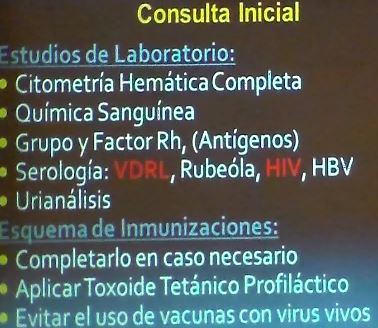 Consulta Inicial
Estudios de Laboratorio:
• Citometría Hemática Completa
• Química Sanguínea
• Grupo y Factor Rh, (Antígenos)
• Serología: VDRL, Rubeóla, HIV, HBV
• Urianálisis
Esquema de Inmunizaciones:
• Completarlo en caso necesario
• Aplicar Toxoide Tetánico Profiláctico
• Evitar el uso de vacunas con virus vivos